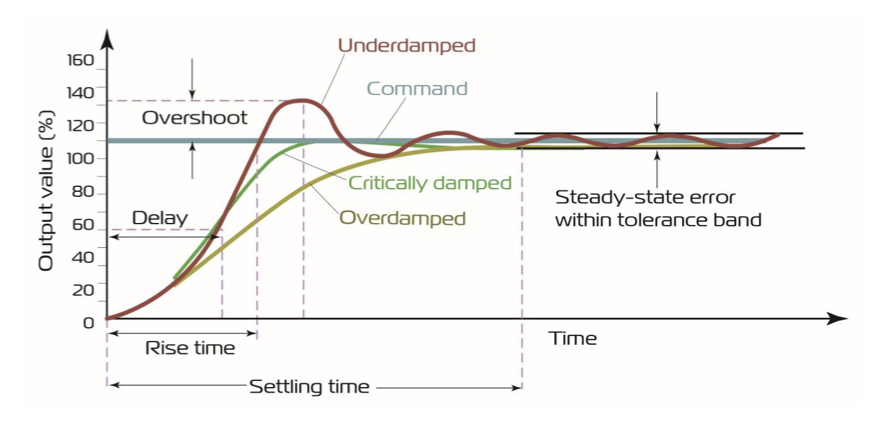 Underdamped
160
140
Command
Overshoot
120
100
Critically damped
80
Steady-state error
within tolerance band
Delay
Overdamped
60
40
20
0
Output value (%)
Time
Rise time
Settling time